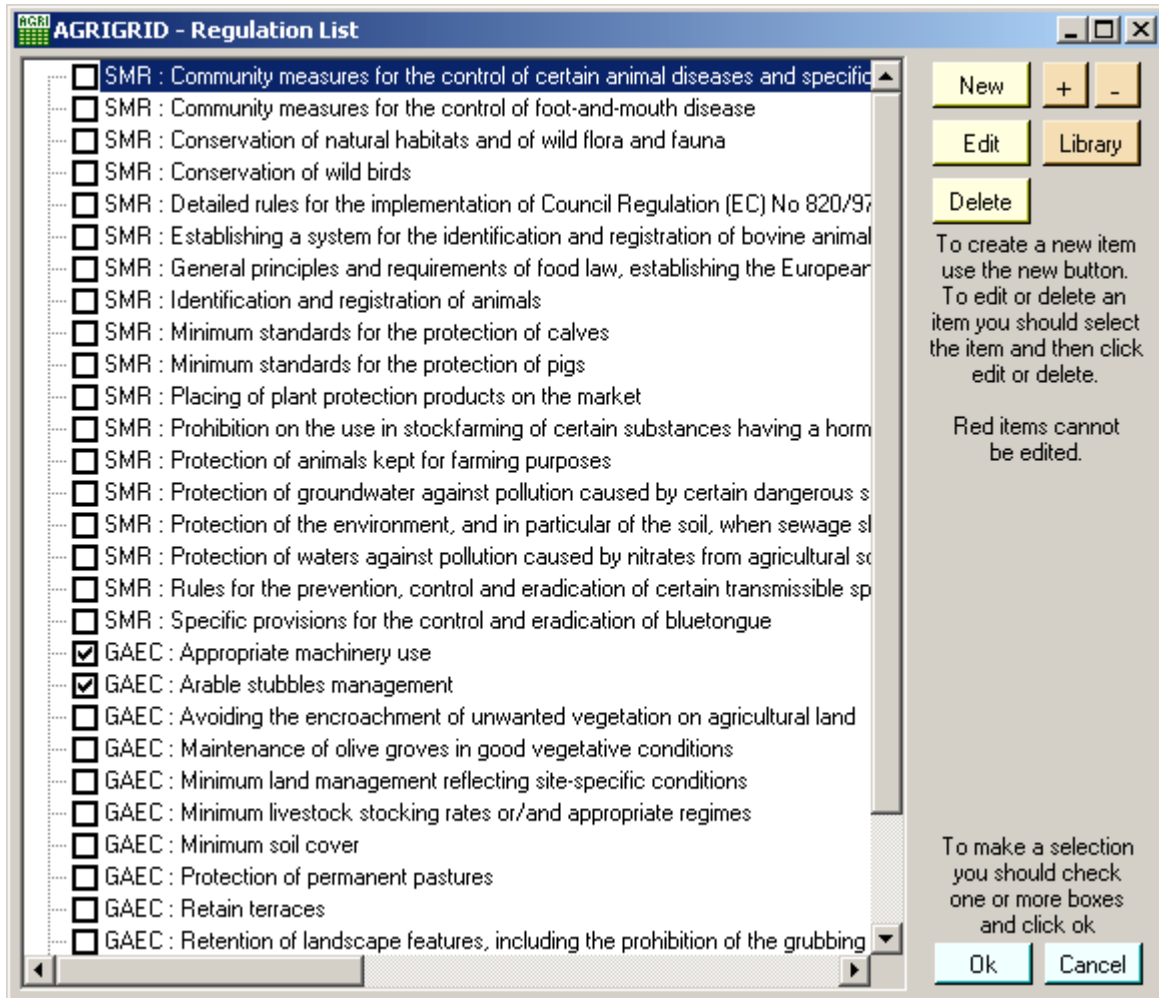 AGRI
AGRIGRID - Regulation List
SMR : Community measures for the control of certain animal diseases and specific
SMR : Community measures for the control of foot-and-mouth disease
SMR : Conservation of natural habitats and of wild flora and fauna
SMR : Conservation of wild birds
SMR : Detailed rules for the implementation of Council Regulation (EC) No 820/97
SMR : Establishing a system for the identification and registration of bovine animal
SMR : General principles and requirements of food law, establishing the European
SMR : Identification and registration of animals
SMR : Minimum standards for the protection of calves
SMR : Minimum standards for the protection of pigs
SMR : Placing of plant protection products on the market
SMR : Prohibition on the use in stockfarming of certain substances having a horm
SMR : Protection of animals kept for farming purposes
SMR : Protection of groundwater against pollution caused by certain dangerous s
SMR : Protection of the environment, and in particular of the soil, when sewage sl
SMR : Protection of waters against pollution caused by nitrates from agricultural so
SMR : Rules for the prevention, control and eradication of certain transmissible sp
SMR : Specific provisions for the control and eradication of bluetongue
GAEC : Appropriate machinery use
GAEC : Arable stubbles management
GAEC : Avoiding the encroachment of unwanted vegetation on agricultural land
GAEC : Maintenance of olive groves in good vegetative conditions
GAEC : Minimum land management reflecting site-specific conditions
GAEC : Minimum livestock stocking rates or/and appropriate regimes
GAEC : Minimum soil cover
GAEC : Protection of permanent pastures
GAEC : Retain terraces
GAEC : Retention of landscape features, including the prohibition of the grubbing
New + -
Edit Library
Delete
To create a new item
use the new button.
To edit or delete an
item you should select
the item and then click
edit or delete.
Red items cannot
be edited.
To make a selection
you should check
one or more boxes
and click ok
Ok Cancel